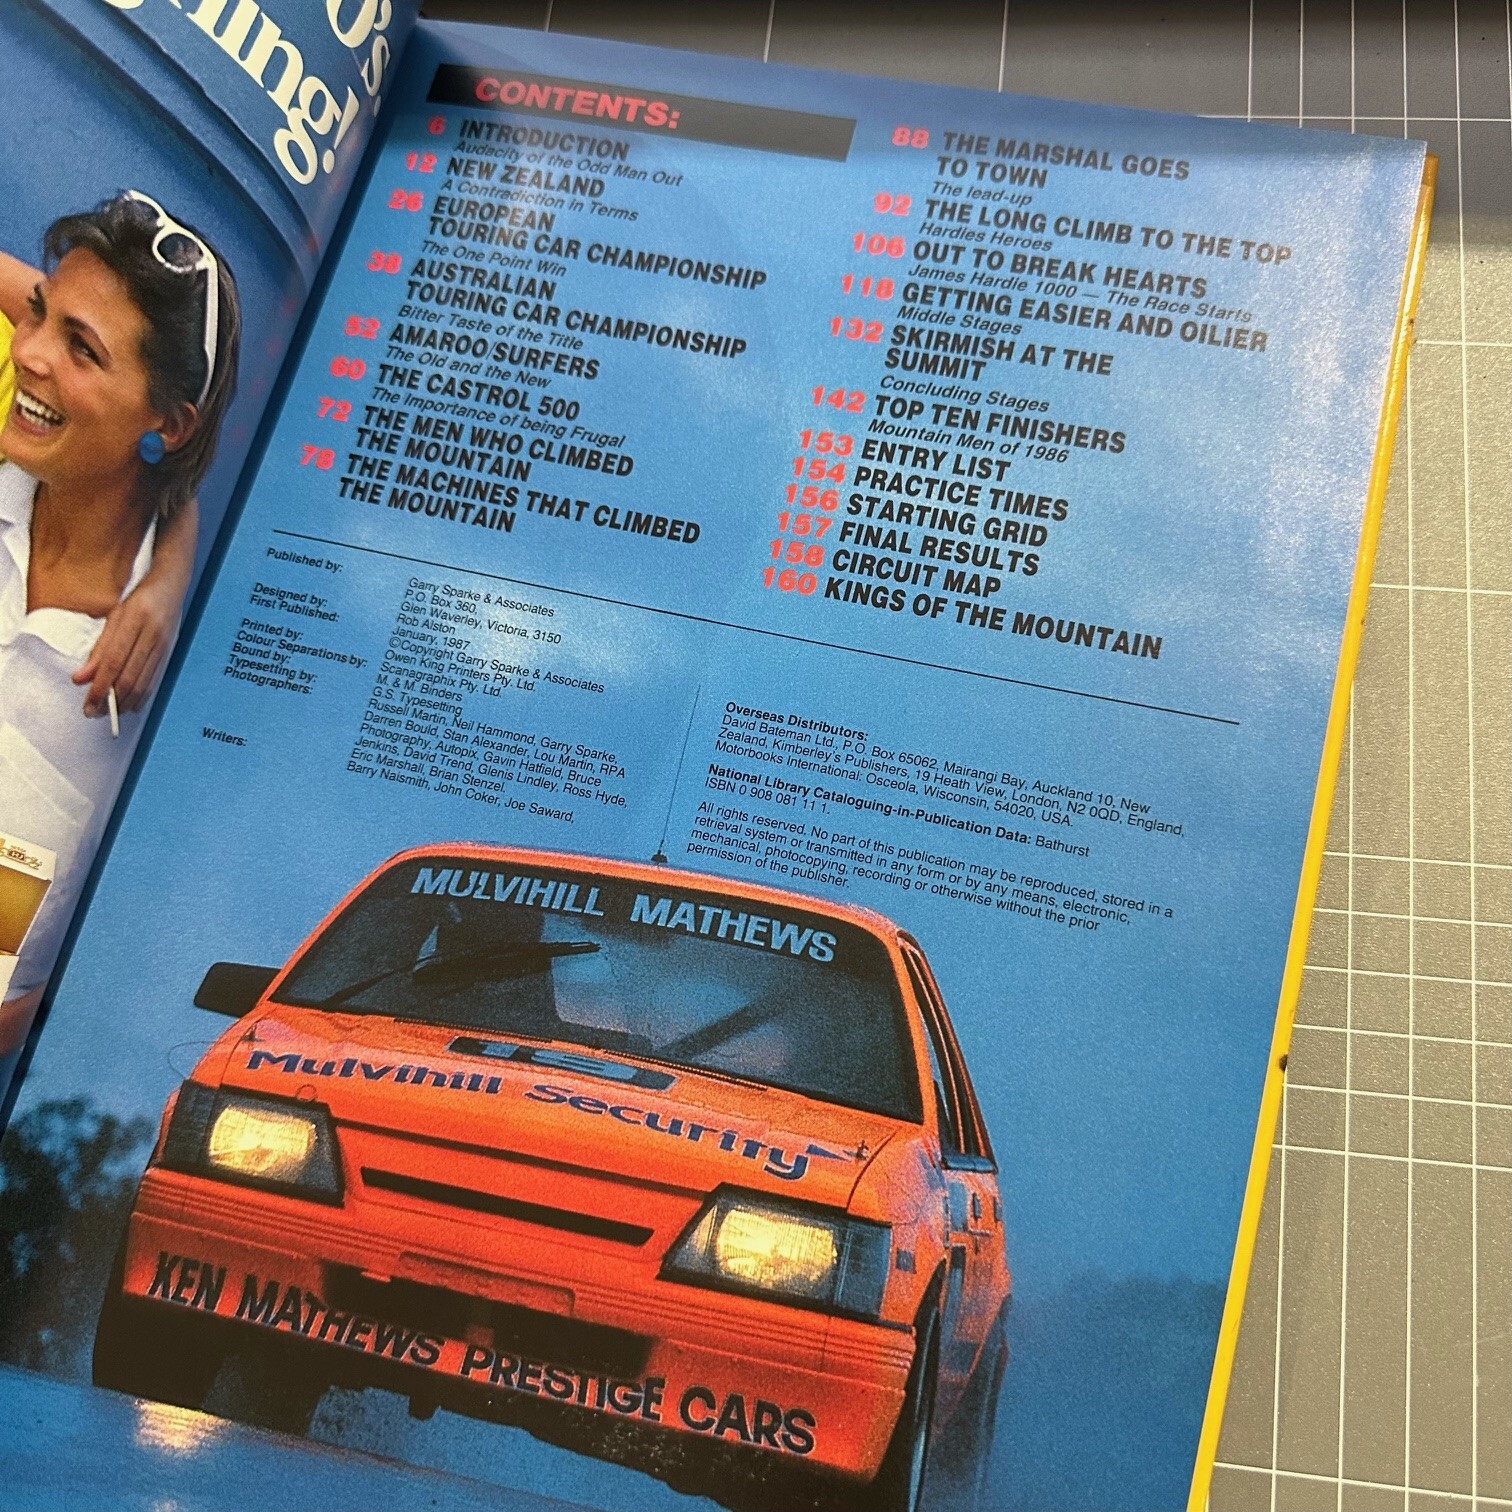 O's.
ning!
CONTENTS:
6 INTRODUCTION
Audacity of the Odd Man Out
12 NEW ZEALAND
A Contradiction in Terms
26 EUROPEAN
TOURING CAR CHAMPIONSHIP
The One Point Win
38 AUSTRALIAN
TOURING CAR CHAMPIONSHIP
Bitter Taste of the Title
52 AMAROO/SURFERS
The Old and the New
60 THE CASTROL 500
The Importance of being Frugal
72 THE MEN WHO CLIMBED
THE MOUNTAIN
78 THE MACHINES THAT CLIMBED
THE MOUNTAIN
88 THE MARSHAL GOES
TO TOWN
The lead-up
92 THE LONG CLIMB TO THE TOP
Hardies Heroes
106 OUT TO BREAK HEARTS
James Hardie 1000 — The Race Starts
118 GETTING EASIER AND OILIER
Middle Stages
132 SKIRMISH AT THE
SUMMIT
Concluding Stages
142 TOP TEN FINISHERS
Mountain Men of 1986
153 ENTRY LIST
154 PRACTICE TIMES
156 STARTING GRID
157 FINAL RESULTS
158 CIRCUIT MAP
160 KINGS OF THE MOUNTAIN
Published by:
Garry Sparke & Associates
P.O. Box 360,
Glen Waverley, Victoria, 3150
Designed by:
Rob Alston
First Published:
January, 1987
©Copyright Garry Sparke & Associates
Printed by:
Owen King Printers Pty. Ltd.
Colour Separations by:
Scanagraphix Pty. Ltd.
Bound by:
M. & M. Binders
Typesetting by:
G.S. Typesetting
Photographers:
Russell Martin, Neil Hammond, Garry Sparke,
Darren Bould, Stan Alexander, Lou Martin, RPA
Photography, Autopix, Gavin Hatfield, Bruce
Jenkins, David Trend, Glenis Lindley, Ross Hyde,
Eric Marshall, Brian Stenzel.
Writers:
Barry Naismith, John Coker, Joe Saward,
Overseas Distributors:
David Bateman Ltd., P.O. Box 65062, Mairangi Bay, Auckland 10, New
Zealand, Kimberley's Publishers, 19 Heath View, London, N2 0QD, England,
Motorbooks International: Osceola, Wisconsin, 54020, USA.
National Library Cataloguing-in-Publication Data: Bathurst
ISBN 0 908 081 11 1.
All rights reserved. No part of this publication may be reproduced, stored in a
retrieval system or transmitted in any form or by any means, electronic,
mechanical, photocopying, recording or otherwise without the prior
permission of the publisher.
MULVIHILL MATHEWS
19
Mulvihill Security
KEN MATHEWS PRESTIGE CARS